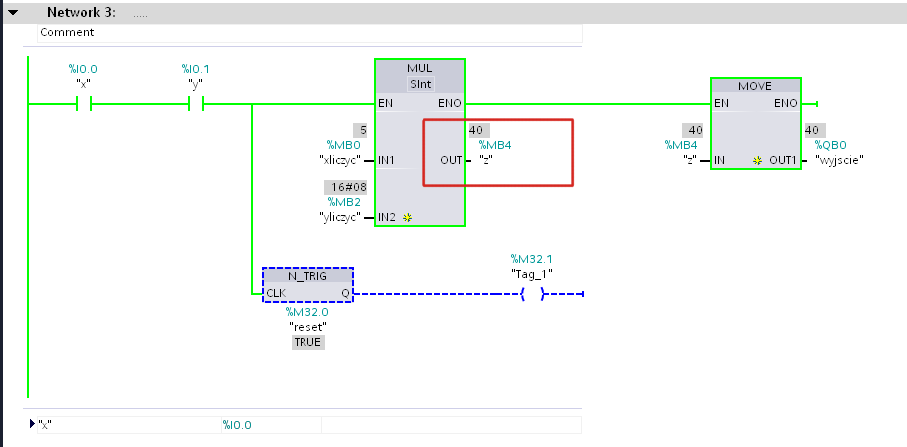 Network 3: .....
Comment
%I0.0 %I0.1
"x" "y"
MUL
SInt
MOVE
EN ENO EN ENO
5 40 40 40
%MB0 %MB4 %MB4 %QB0
"xliczyc" IN1 OUT "z" "z" IN OUT1 "wyjscie"
16#08
%MB2
"yliczyc" IN2
%M32.1
N_TRIG "Tag_1"
CLK Q
%M32.0
"reset"
TRUE
"x" %I0.0